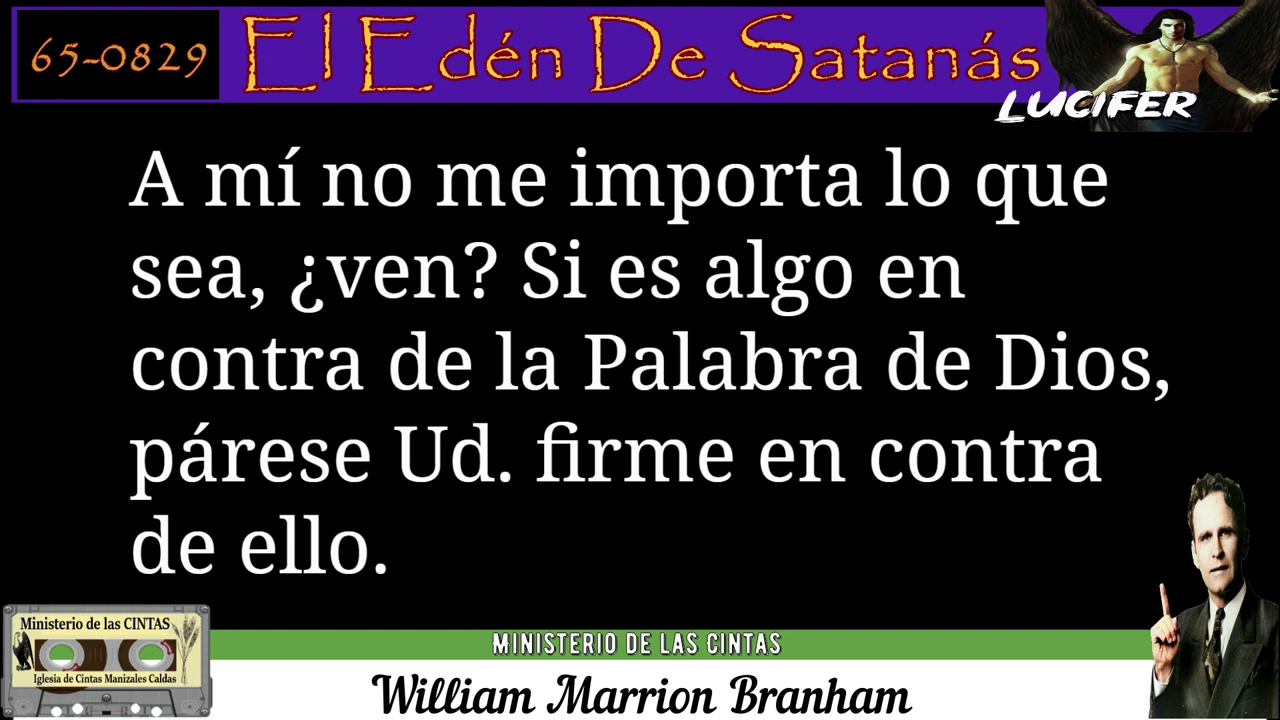 65-0829
El Edén De Satanás
LUCIFER
A mí no me importa lo que
sea, ¿ven? Si es algo en
contra de la Palabra de Dios,
párese Ud. firme en contra
de ello.
Ministerio de las CINTAS
Iglesia de Cintas Manizales Caldas
MINISTERIO DE LAS CINTAS
William Marrion Branham